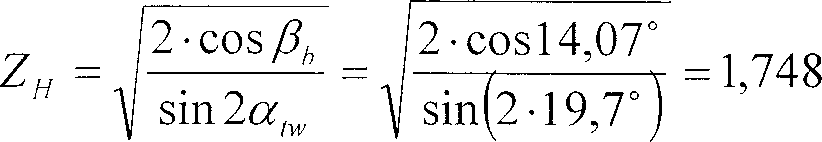 Z_H = √(2·cos β_b / sin 2α_tw) = √(2·cos14,07° / sin(2·19,7°)) = 1,748